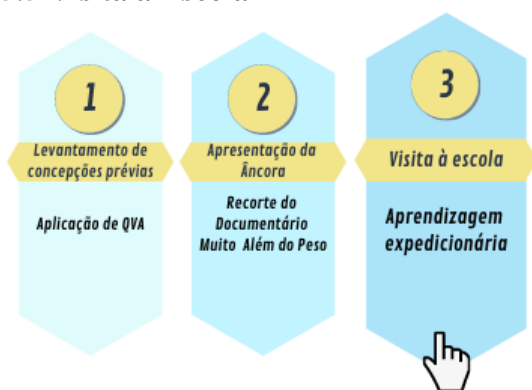 1
Levantamento de
concepções prévias
Aplicação de QVA
2
Apresentação da
Âncora
Recorte do
Documentário
Muito Além do Peso
3
Visita à escola
Aprendizagem
expedicionária